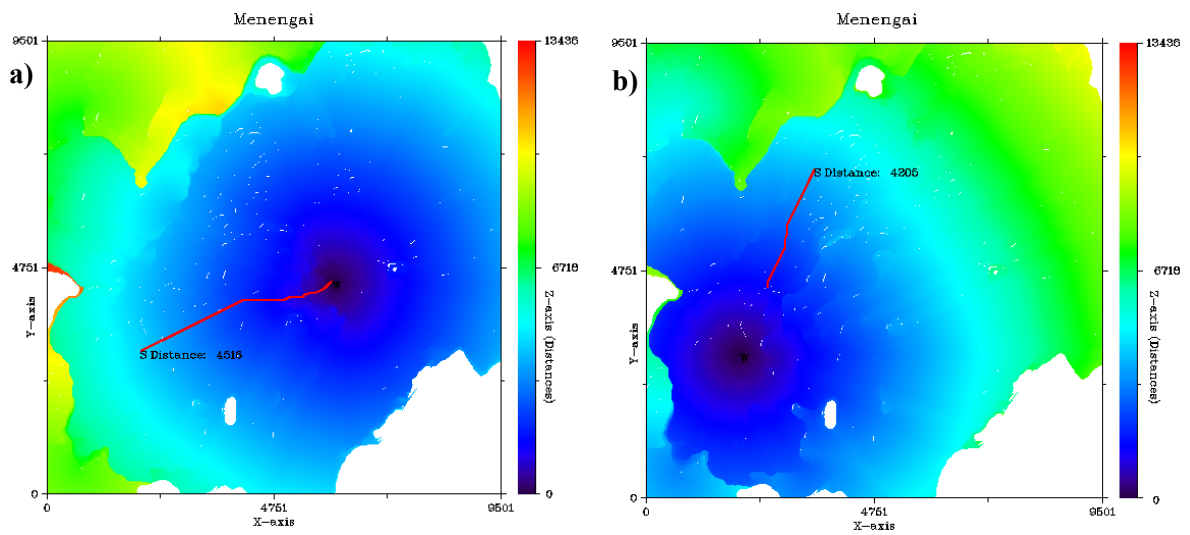 Menengai
a)
9501
4751
0
Y-axis
0
4751
9501
X-axis
S Distance: 4516
W
13436
6718
0
Z-axis (Distances)
Menengai
b)
9501
4751
0
Y-axis
0
4751
9501
X-axis
S Distance: 4205
W
13436
6718
0
Z-axis (Distances)